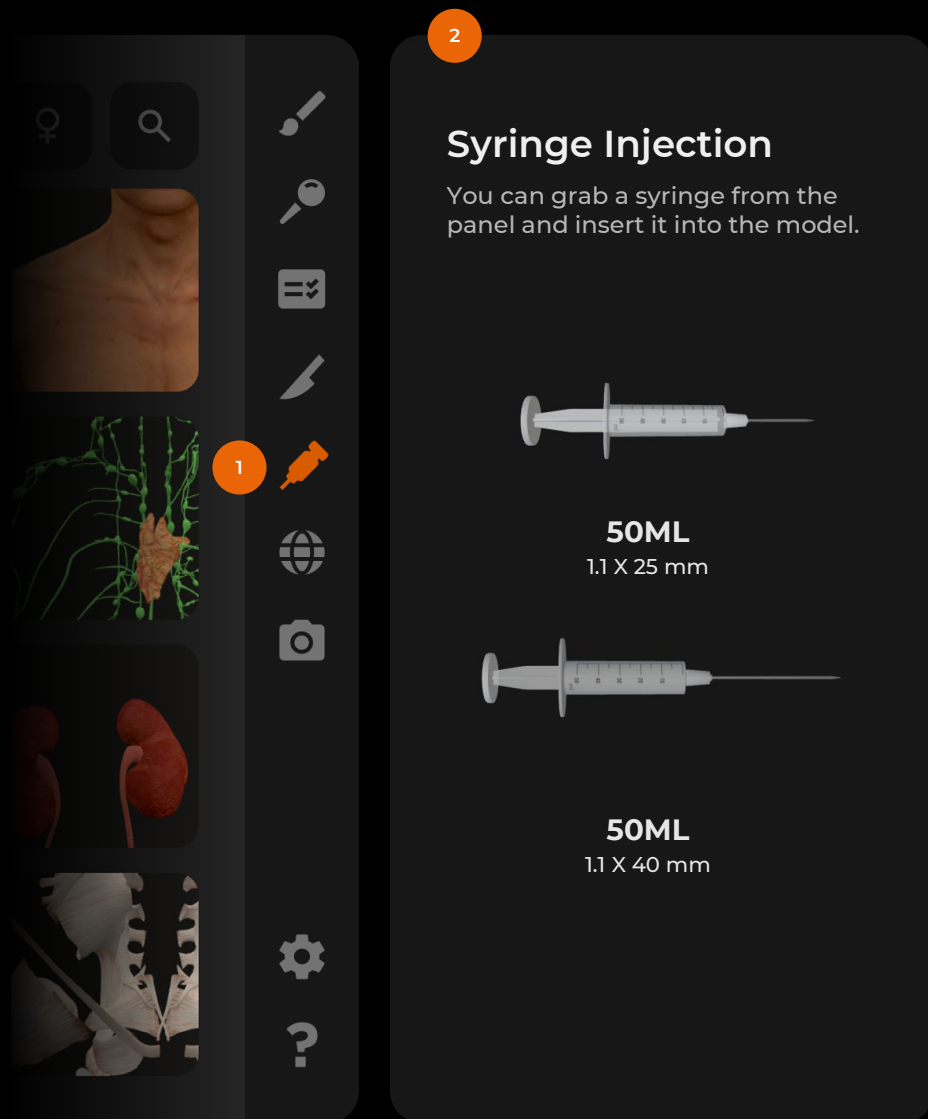 2
Syringe Injection
You can grab a syringe from the
panel and insert it into the model.
1
50ML
1.1 X 25 mm
50ML
1.1 X 40 mm